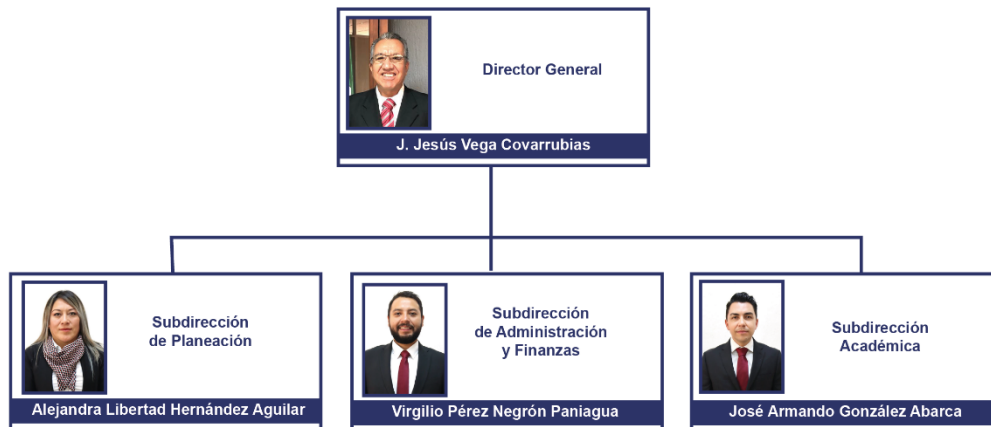 Director General
J. Jesús Vega Covarrubias
Subdirección
de Planeación
Alejandra Libertad Hernández Aguilar
Subdirección
de Administración
y Finanzas
Virgilio Pérez Negrón Paniagua
Subdirección
Académica
José Armando González Abarca